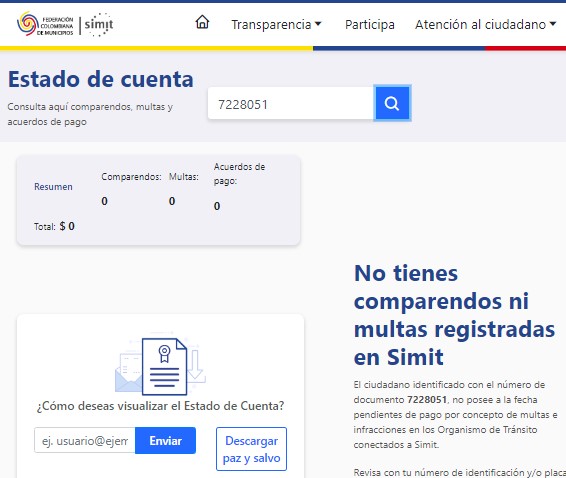 FEDERACIÓN
COLOMBIANA
DE MUNICIPIOS
simit
Transparencia
Participa
Atención al ciudadano
Estado de cuenta
Consulta aquí comparendos, multas y
acuerdos de pago
7228051
Resumen
Comparendos:
0
Multas:
0
Acuerdos de
pago:
0
Total: $ 0
No tienes
comparendos ni
multas registradas
en Simit
El ciudadano identificado con el número de
documento 7228051, no posee a la fecha
pendientes de pago por concepto de multas e
infracciones en los Organismo de Tránsito
conectados a Simit.
Revisa con tu número de identificación y/o placa
¿Cómo deseas visualizar el Estado de Cuenta?
ej. usuario@ejem
Enviar
Descargar
paz y salvo